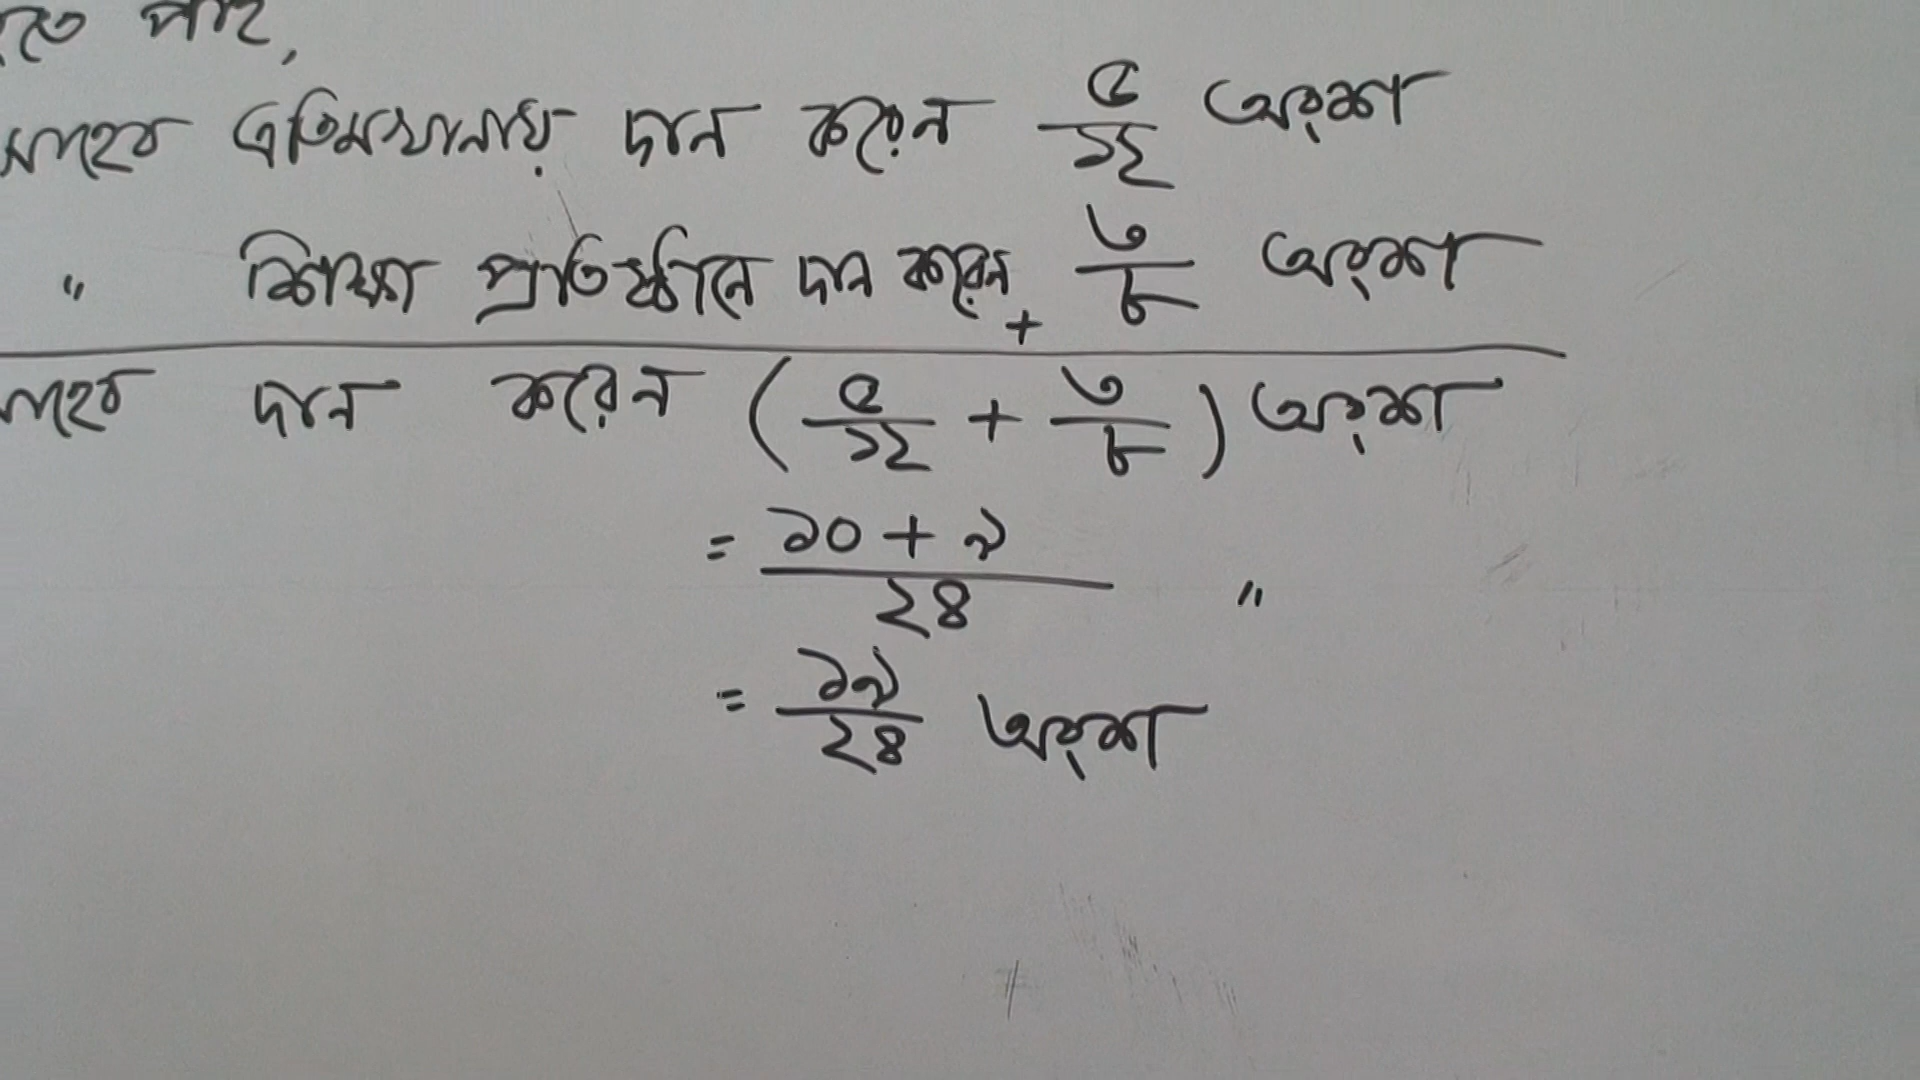 পাই,
সাহেব এতিমখানায় দান করেন ৫/১২ অংশ
" শিক্ষা প্রতিষ্ঠানে দান করেন + ৩/৮ অংশ
সাহেব দান করেন (৫/১২ + ৩/৮) অংশ
= ১০ + ৯/২৪ "
= ১৯/২৪ অংশ